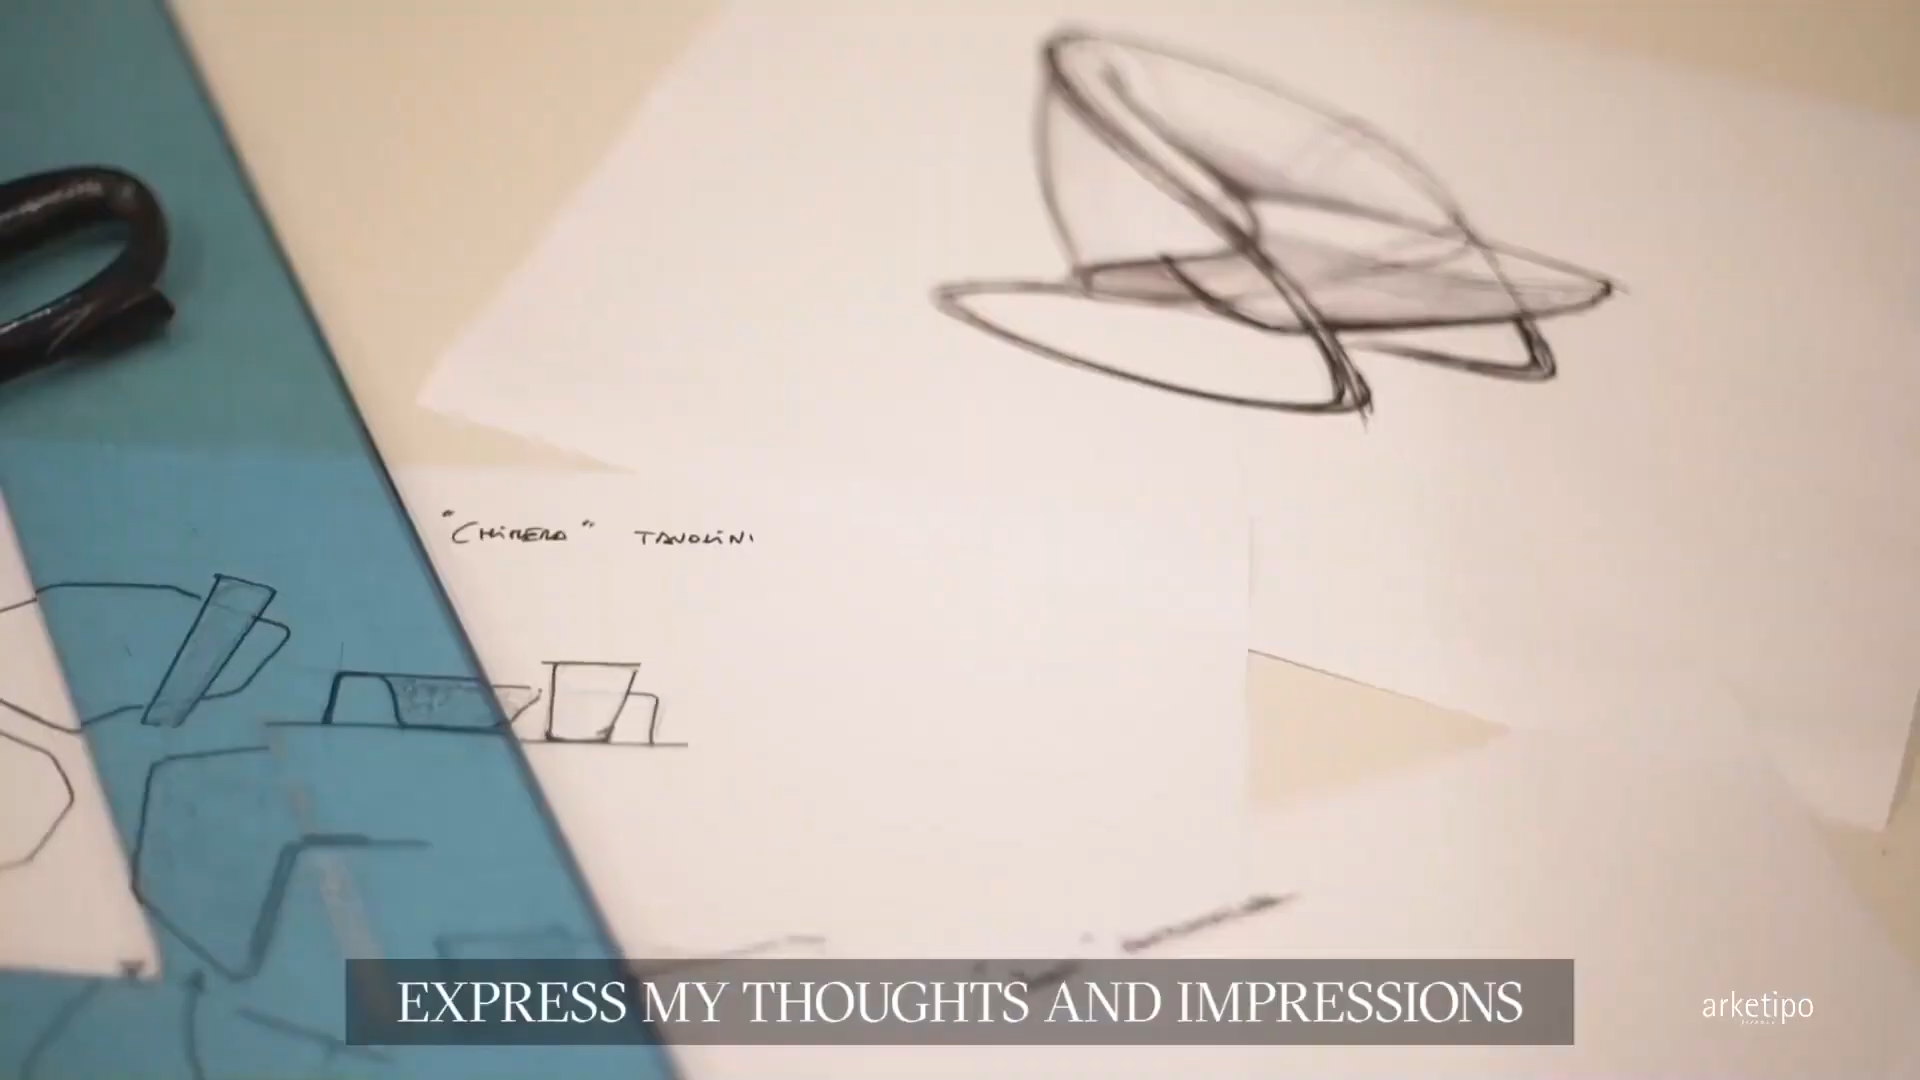 "CHIMERA" TAVOLINI
EXPRESS MY THOUGHTS AND IMPRESSIONS
arketipo